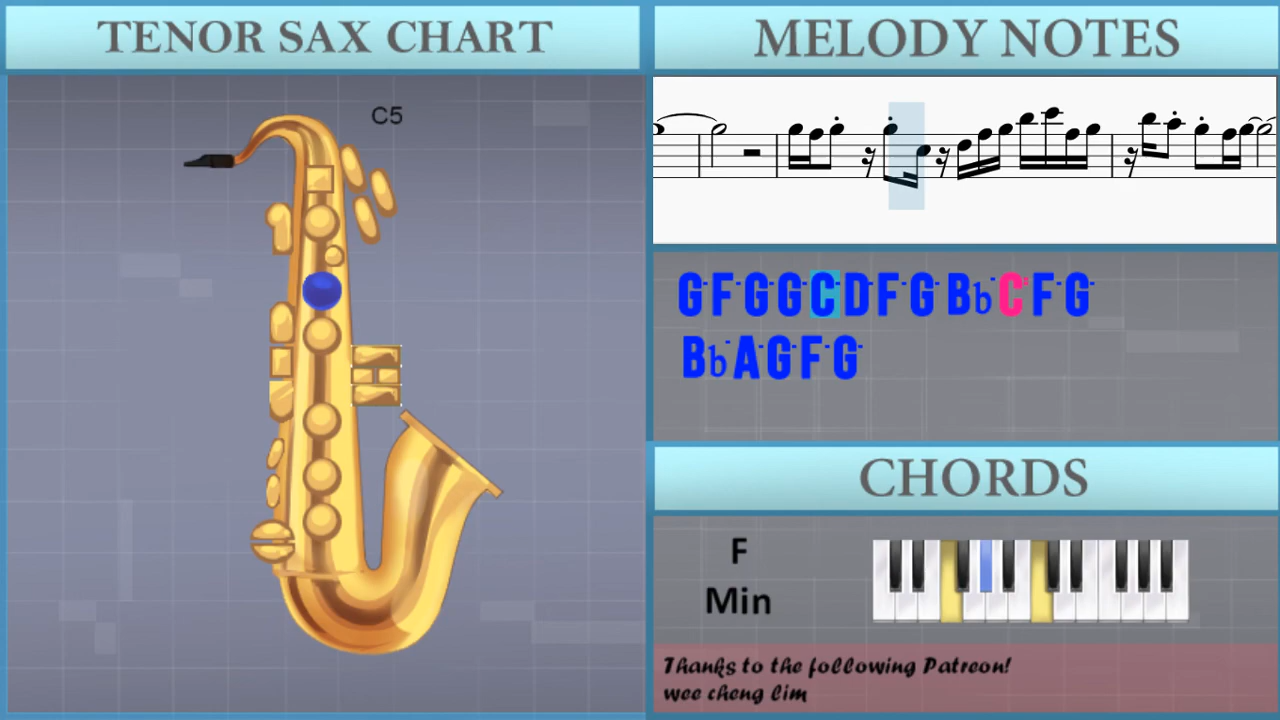 TENOR SAX CHART
C5
MELODY NOTES
G F G G C D F G Bb C F G
Bb A G F G
CHORDS
F
Min
Thanks to the following Patreon!
wee cheng lim